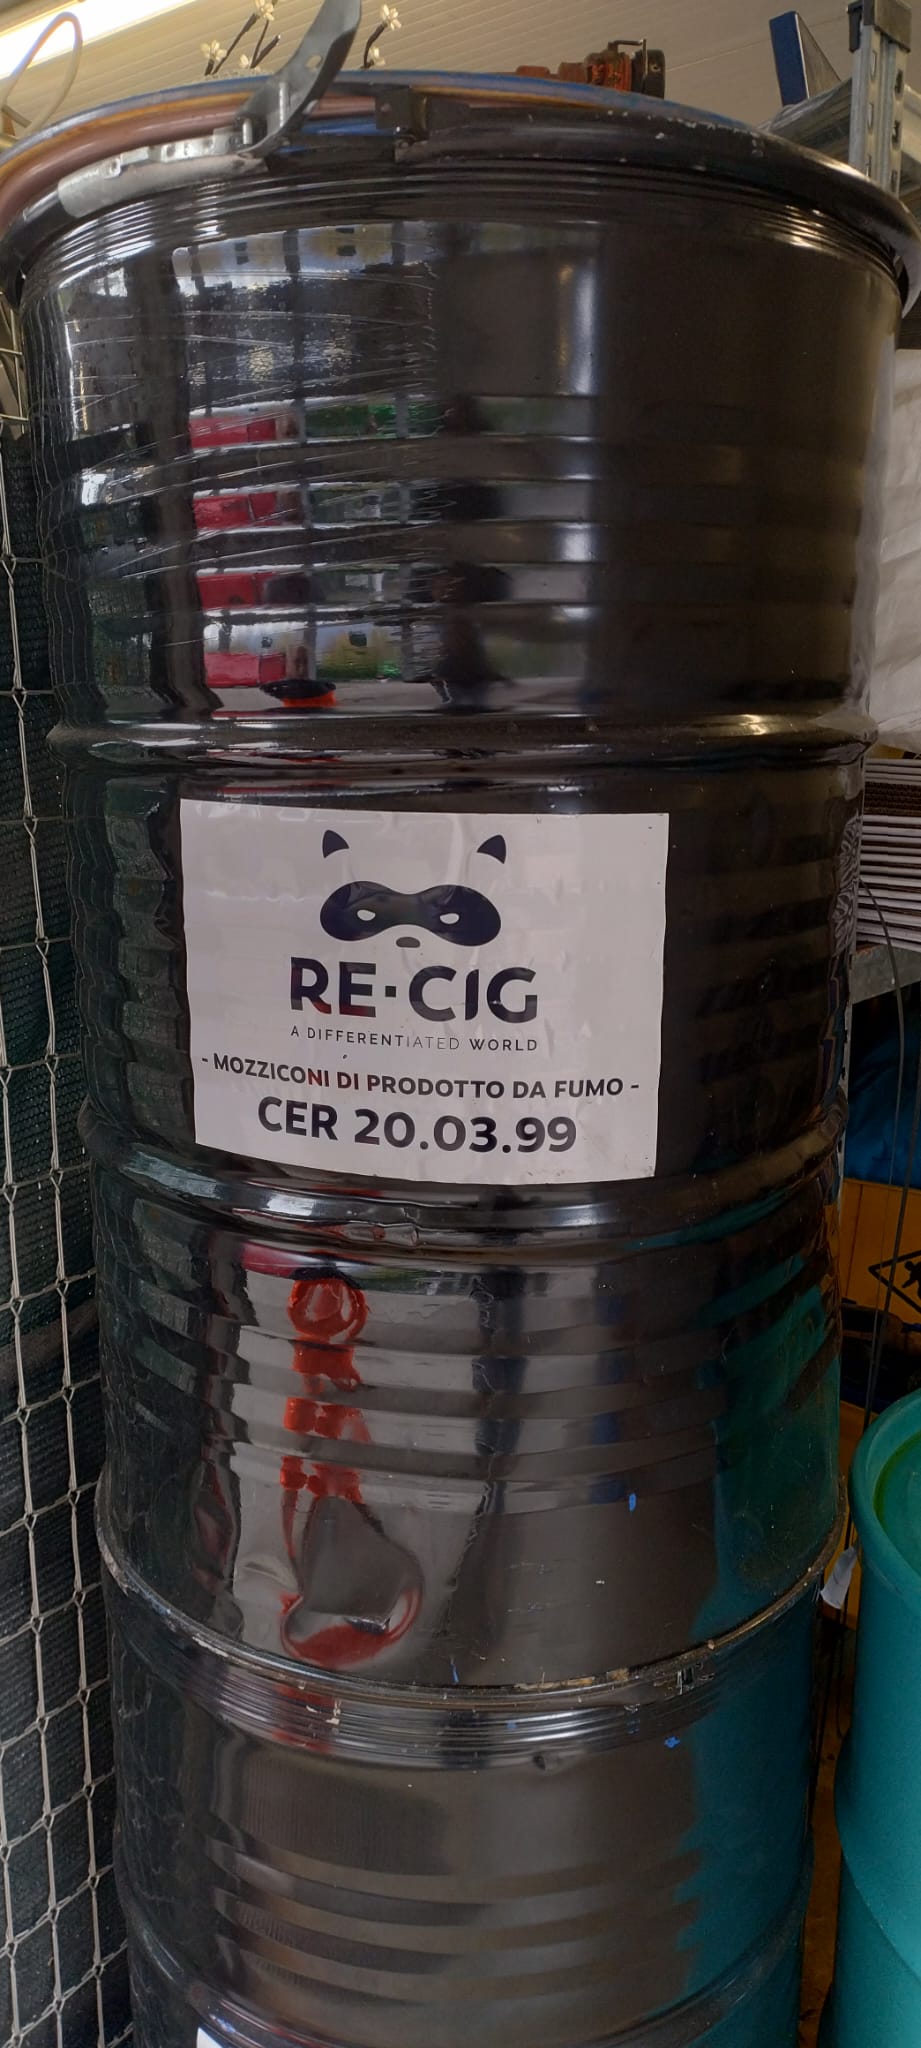 RE·CIG
A DIFFERENTIATED WORLD
- MOZZICONI DI PRODOTTO DA FUMO -
CER 20.03.99